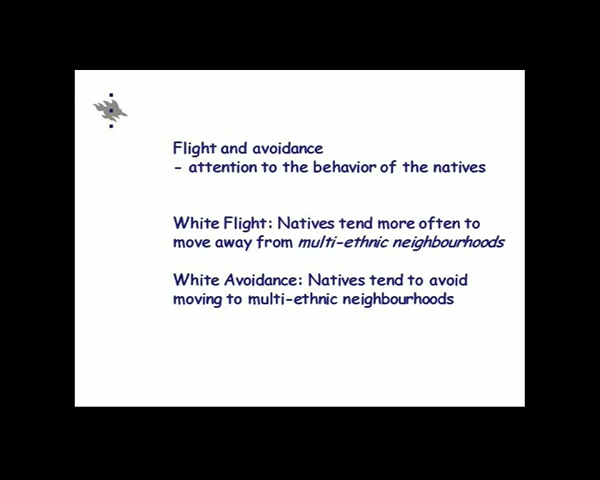 Flight and avoidance
- attention to the behavior of the natives
White Flight: Natives tend more often to
move away from multi-ethnic neighbourhoods
White Avoidance: Natives tend to avoid
moving to multi-ethnic neighbourhoods